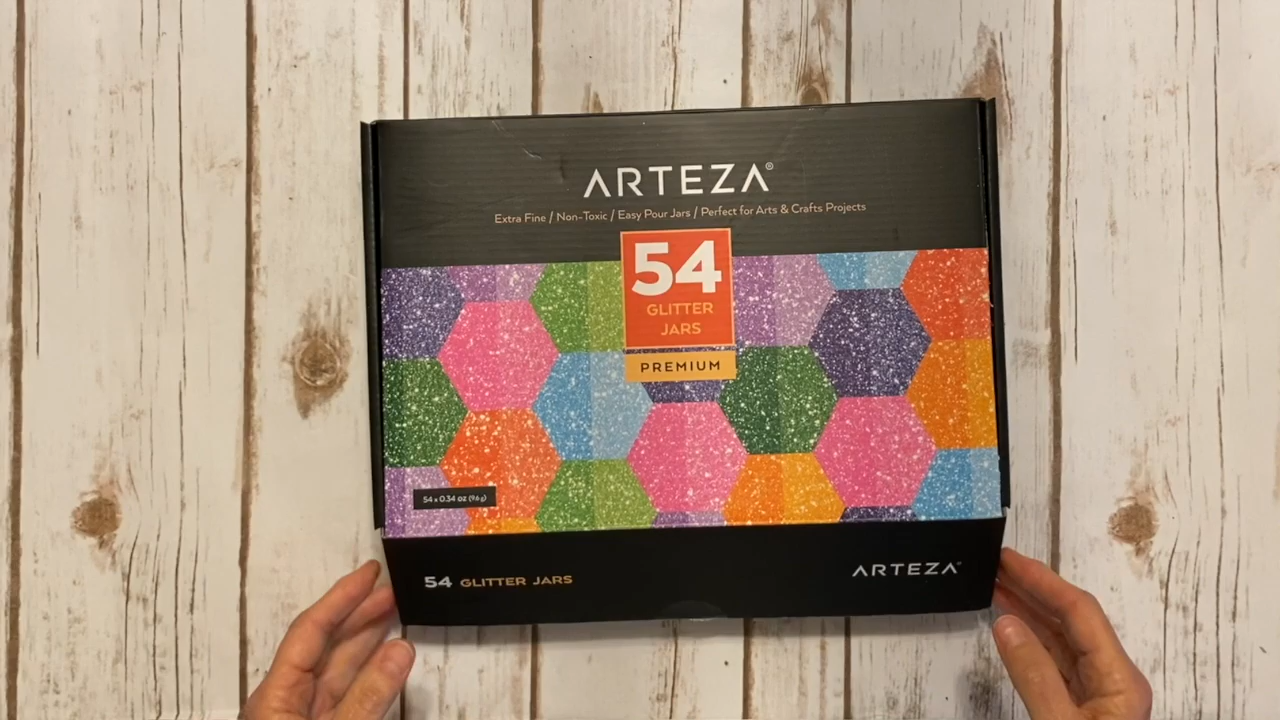 ARTEZA®
Extra Fine / Non-Toxic / Easy Pour Jars / Perfect for Arts & Crafts Projects
54
GLITTER
JARS
PREMIUM
54 x 0.34 oz (9.6 g)
54 GLITTER JARS
ARTEZA®